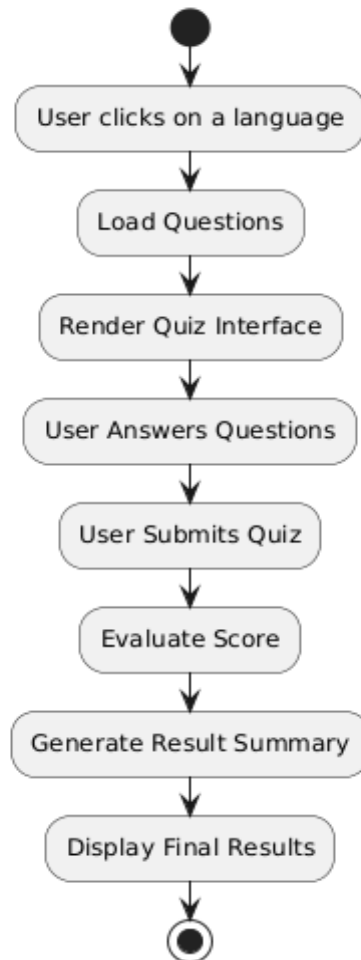 User clicks on a language
Load Questions
Render Quiz Interface
User Answers Questions
User Submits Quiz
Evaluate Score
Generate Result Summary
Display Final Results